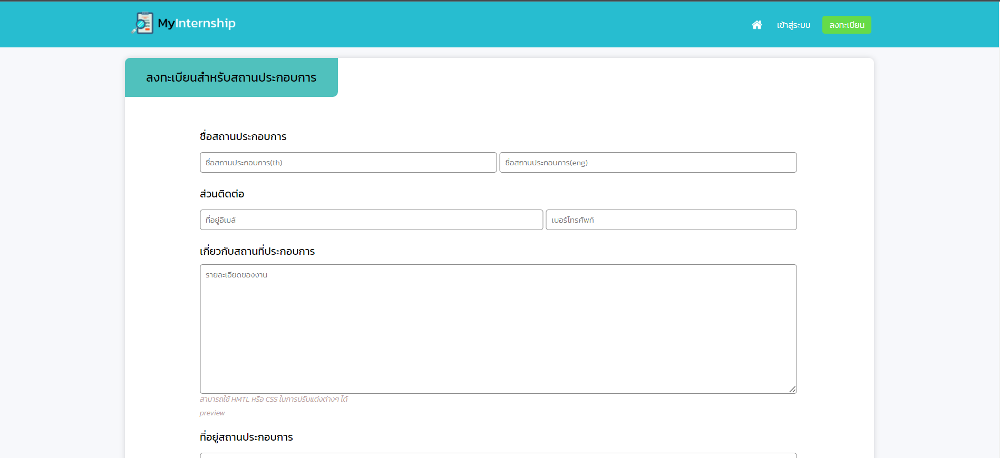 MyInternship
เข้าสู่ระบบ
ลงทะเบียน
ลงทะเบียนสำหรับสถานประกอบการ
ชื่อสถานประกอบการ
ชื่อสถานประกอบการ(th)
ชื่อสถานประกอบการ(eng)
ส่วนติดต่อ
ที่อยู่อีเมล์
เบอร์โทรศัพท์
เกี่ยวกับสถานที่ประกอบการ
รายละเอียดของงาน
สามารถใช้ HMTL หรือ CSS ในการปรับแต่งต่างๆ ได้
preview
ที่อยู่สถานประกอบการ